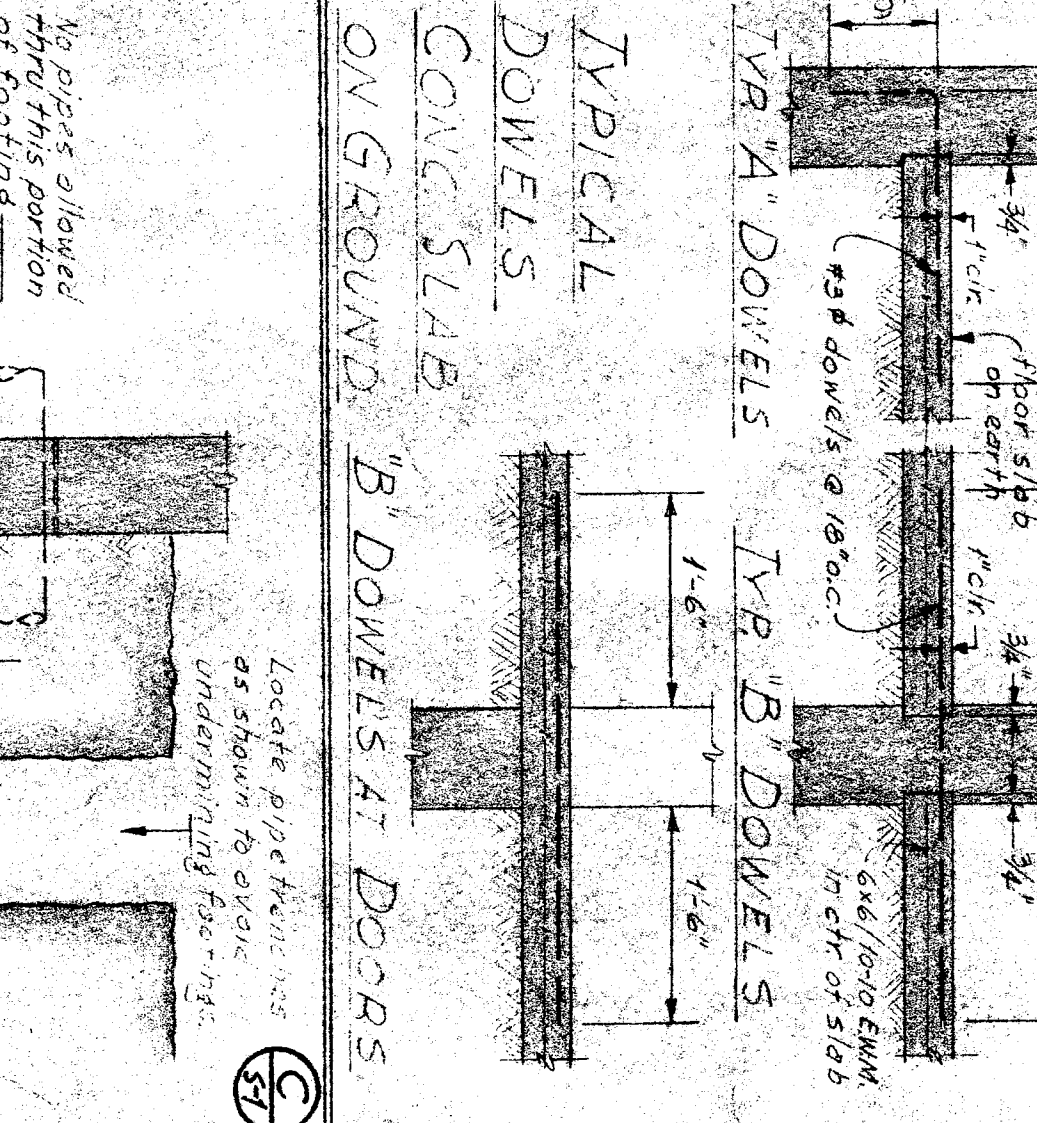 3/4"
1"clr.
floor slab
on earth
1"clr.
3/4"
3/4"
#3ϕ dowels @ 18"o.c.
6x6/10-10 EWM.
in ctr of slab
TYP. "A" DOWELS
TYP. "B" DOWELS
1'-6"
1'-6"
TYPICAL
DOWELS
CONC SLAB
ON GROUND
"B" DOWELS AT DOORS
No pipes allowed
thru this portion
of footing
Locate pipe trenches
as shown to avoid
undermining footings.
C
S-1